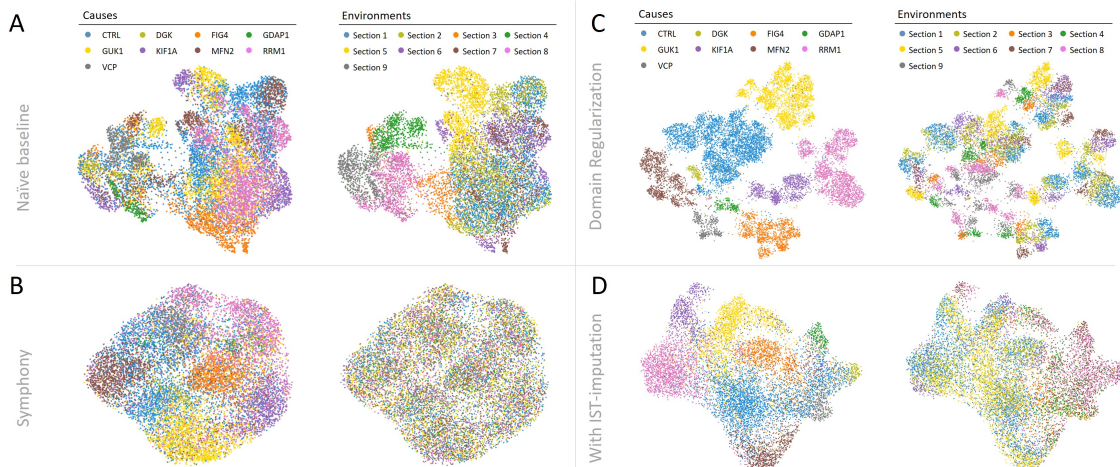 A
Causes
CTRL DGK FIG4 GDAP1
GUK1 KIF1A MFN2 RRM1
VCP
Environments
Section 1 Section 2 Section 3 Section 4
Section 5 Section 6 Section 7 Section 8
Section 9
Naïve baseline
B
Symphony
C
Causes
CTRL DGK FIG4 GDAP1
GUK1 KIF1A MFN2 RRM1
VCP
Environments
Section 1 Section 2 Section 3 Section 4
Section 5 Section 6 Section 7 Section 8
Section 9
Domain Regularization
D
With IST-imputation